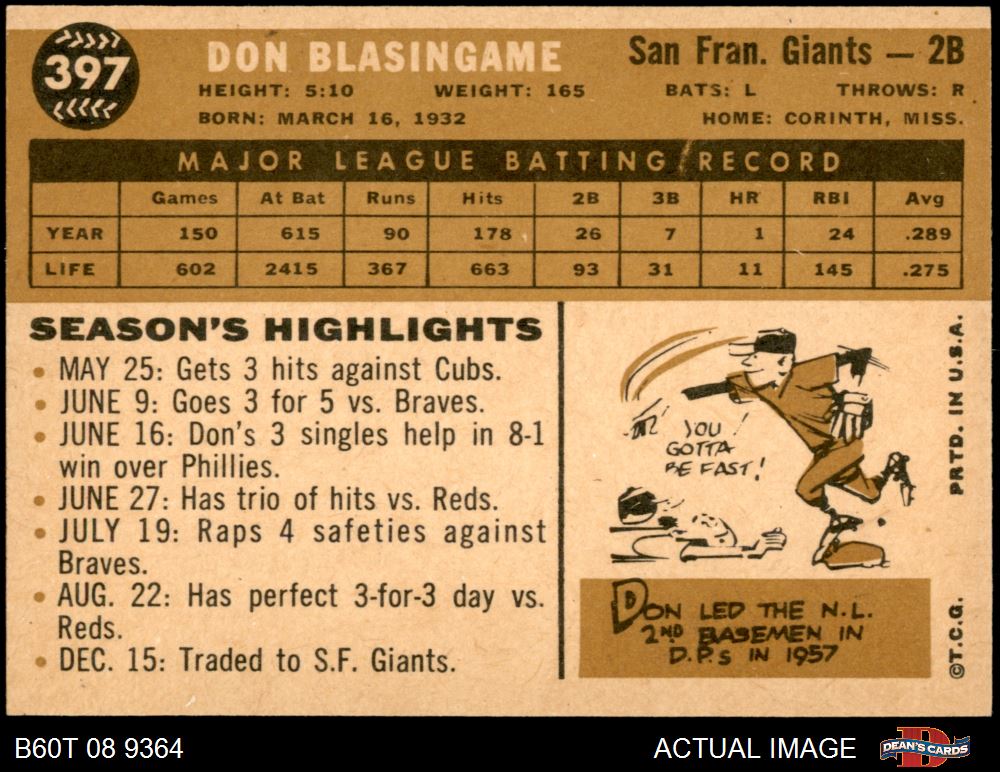 397
DON BLASINGAME
San Fran. Giants — 2B
HEIGHT: 5:10 WEIGHT: 165 BATS: L THROWS: R
BORN: MARCH 16, 1932 HOME: CORINTH, MISS.
MAJOR LEAGUE BATTING RECORD
Games At Bat Runs Hits 2B 3B HR RBI Avg
YEAR 150 615 90 178 26 7 1 24 .289
LIFE 602 2415 367 663 93 31 11 145 .275
SEASON'S HIGHLIGHTS
• MAY 25: Gets 3 hits against Cubs.
• JUNE 9: Goes 3 for 5 vs. Braves.
• JUNE 16: Don's 3 singles help in 8-1
win over Phillies.
• JUNE 27: Has trio of hits vs. Reds.
• JULY 19: Raps 4 safeties against
Braves.
• AUG. 22: Has perfect 3-for-3 day vs.
Reds.
• DEC. 15: Traded to S.F. Giants.
YOU
GOTTA
BE FAST!
DON LED THE N.L.
2ND BASEMEN IN
D.P.s IN 1957
©T.C.G. PRTD. IN U.S.A.
B60T 08 9364
ACTUAL IMAGE
DEAN'S CARDS